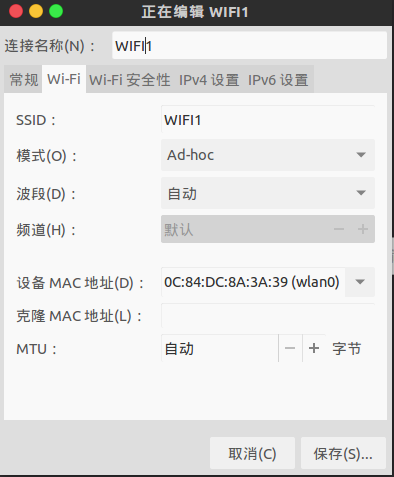 正在编辑 WIFI1
连接名称(N)： WIFI1
常规 Wi-Fi Wi-Fi 安全性 IPv4 设置 IPv6 设置
SSID： WIFI1
模式(O)： Ad-hoc
波段(D)： 自动
频道(H)： 默认
设备 MAC 地址(D)： 0C:84:DC:8A:3A:39 (wlan0)
克隆 MAC 地址(L)：
MTU： 自动 字节
取消(C) 保存(S)...